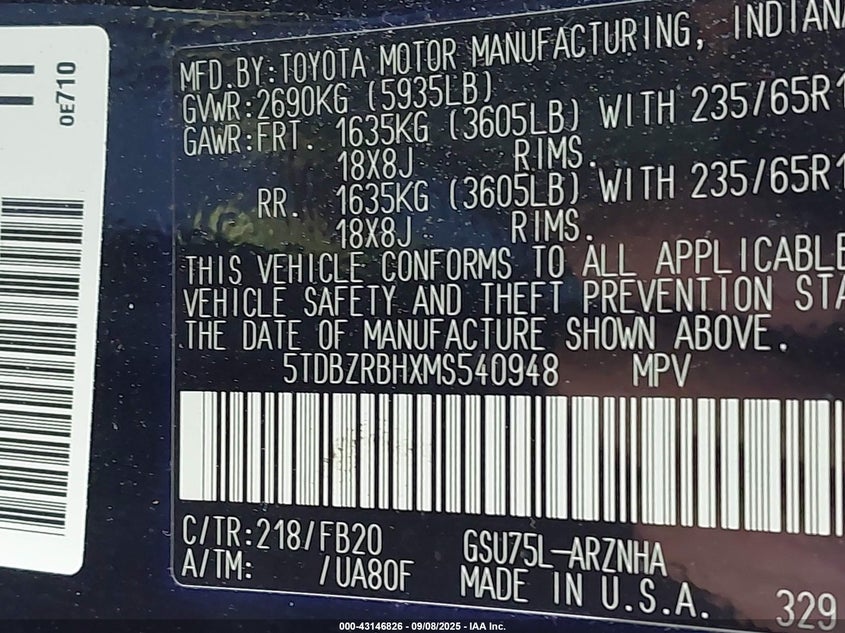 0E710
MFD.BY:TOYOTA MOTOR MANUFACTURING, INDIANA
GVWR:2690KG (5935LB)
GAWR:FRT. 1635KG (3605LB) WITH 235/65R1
18X8J RIMS.
RR. 1635KG (3605LB) WITH 235/65R1
18X8J RIMS.
THIS VEHICLE CONFORMS TO ALL APPLICABLE
VEHICLE SAFETY AND THEFT PREVENTION STA
THE DATE OF MANUFACTURE SHOWN ABOVE.
5TDBZRBHXMS540948 MPV
C/TR:218/FB20 GSU75L-ARZNHA
A/TM: /UA80F MADE IN U.S.A.
329
000-43146826 - 09/08/2025 - IAA Inc.